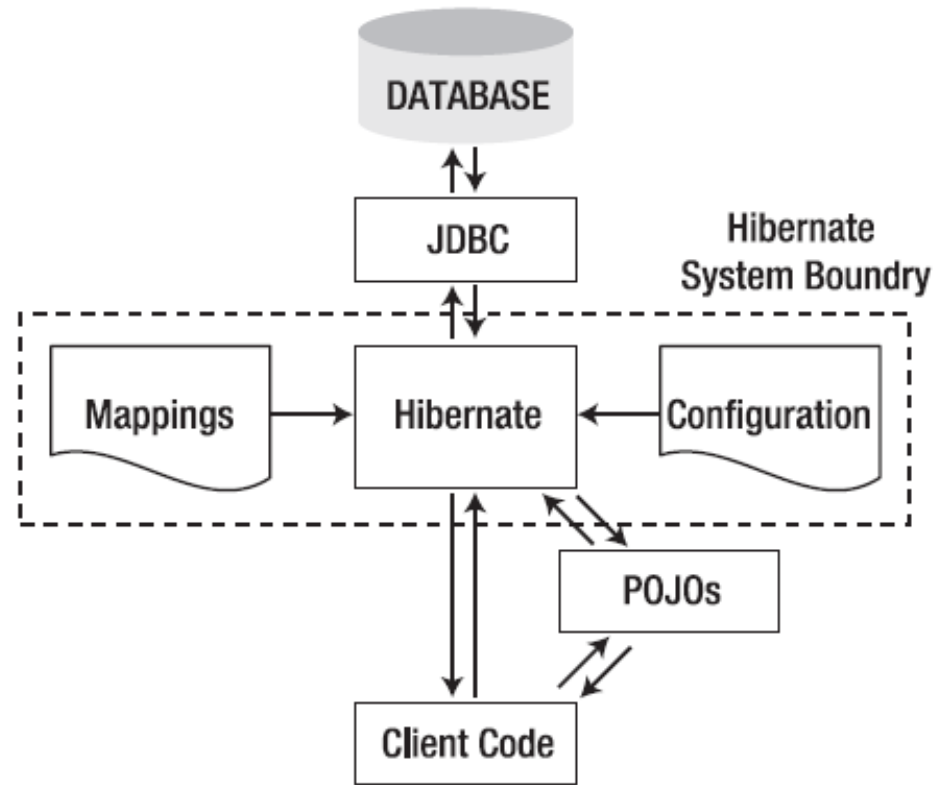 DATABASE
JDBC
Hibernate
System Boundry
Mappings
Hibernate
Configuration
POJOs
Client Code